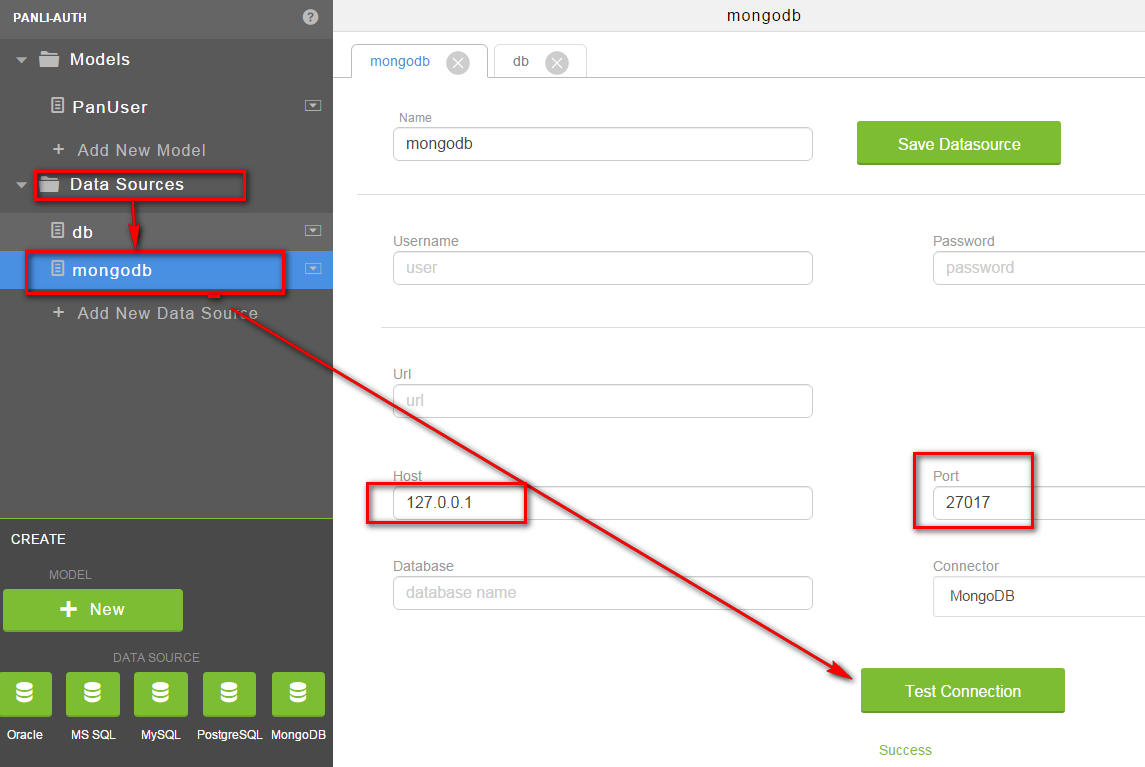 PANLI-AUTH
?
Models
PanUser
+ Add New Model
Data Sources
db
mongodb
+ Add New Data Source
CREATE
MODEL
+ New
DATA SOURCE
Oracle MS SQL MySQL PostgreSQL MongoDB
mongodb
mongodb db
Name
mongodb
Save Datasource
Username Password
user password
Url
url
Host Port
127.0.0.1 27017
Database Connector
database name MongoDB
Test Connection
Success